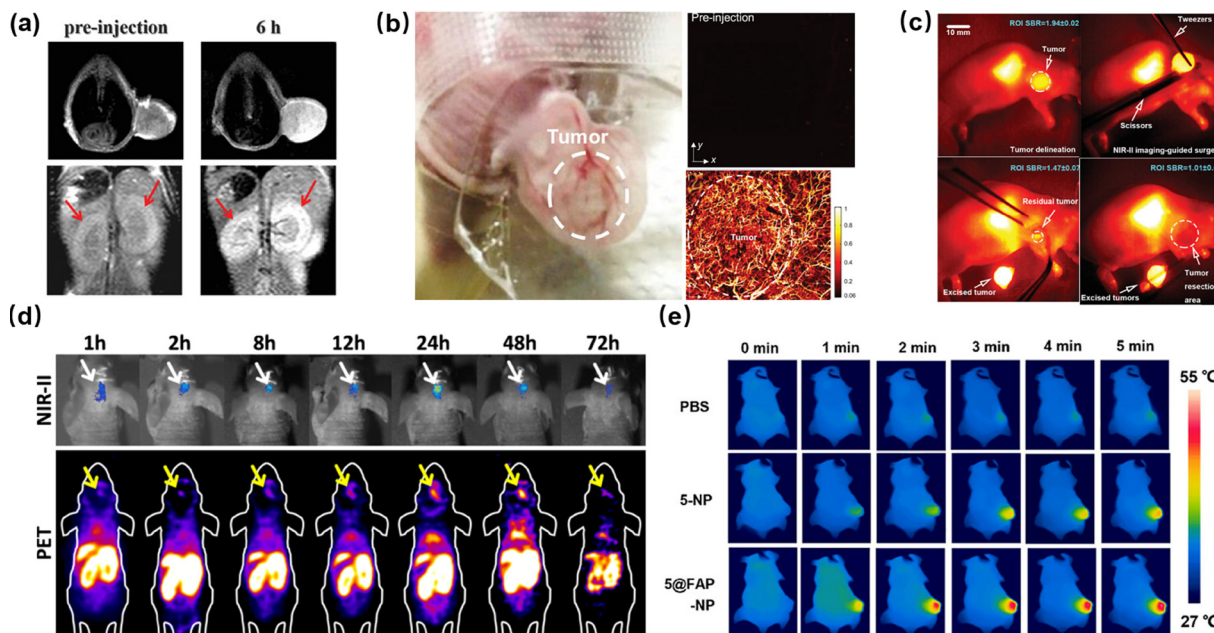 (a)
pre-injection 6 h
(b)
Tumor
Pre-injection
y
x
Tumor
1
0.8
0.6
0.4
0.2
0.06
(c)
10 mm
ROI SBR=1.94±0.02
Tumor
Tumor delineation
Tweezers
Scissors
NIR-II imaging-guided surge
ROI SBR=1.47±0.07
Residual tumor
Excised tumor
ROI SBR=1.01±0.
Tumor
resection
area
Excised tumors
(d)
1h 2h 8h 12h 24h 48h 72h
NIR-II
PET
(e)
0 min 1 min 2 min 3 min 4 min 5 min
PBS
5-NP
5@FAP
-NP
55 ℃
27 ℃